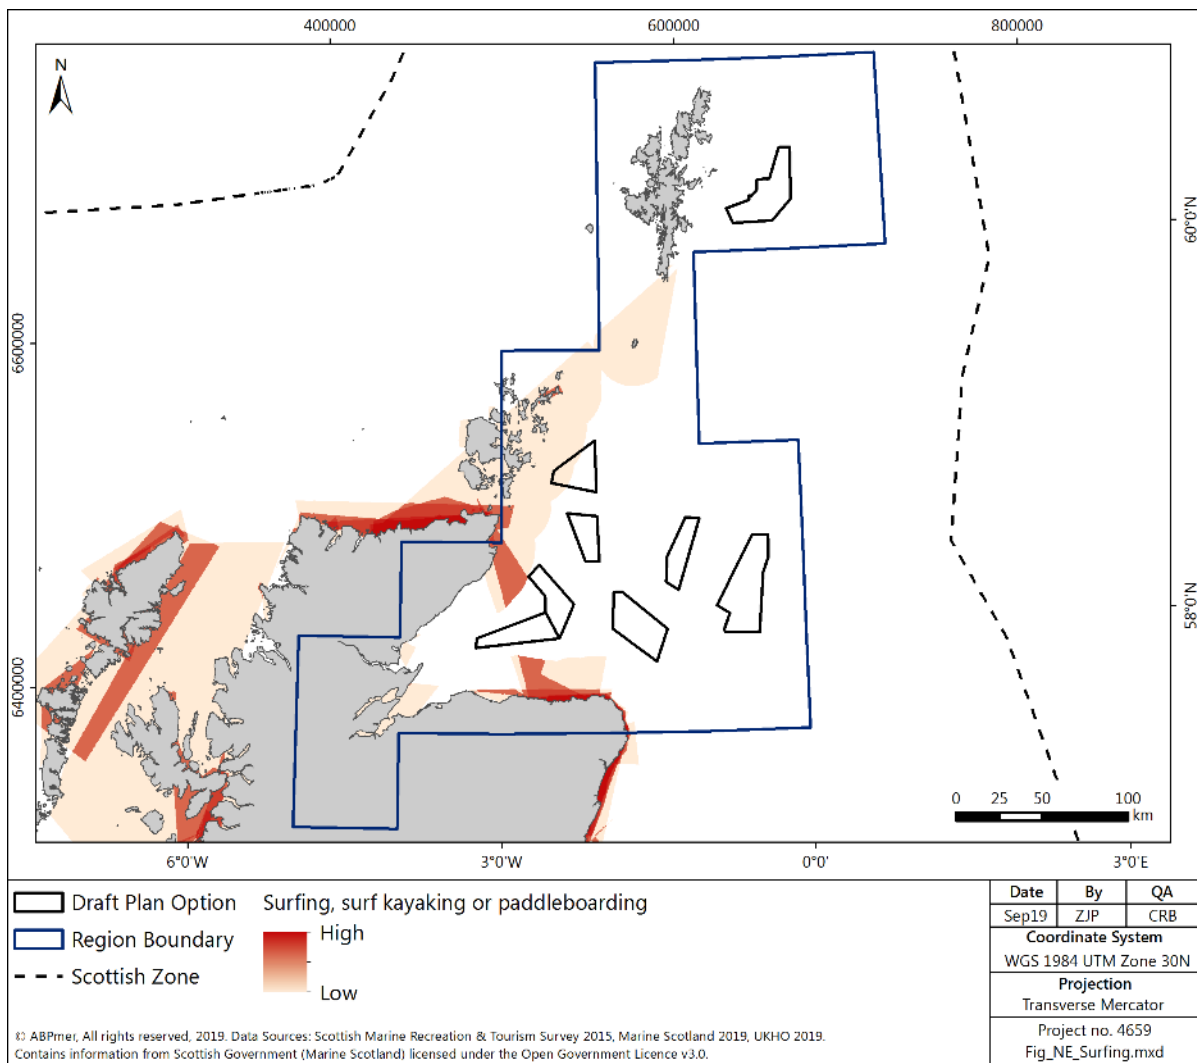 400000 600000 800000
N
60°0'N
6600000
58°0'N
6400000
0 25 50 100
km
6°0'W 3°0'W 0°0' 3°0'E
Draft Plan Option
Region Boundary
Scottish Zone
Surfing, surf kayaking or paddleboarding
High
Low
Date By QA
Sep19 ZJP CRB
Coordinate System
WGS 1984 UTM Zone 30N
Projection
Transverse Mercator
Project no. 4659
Fig_NE_Surfing.mxd
© ABPmer, All rights reserved, 2019. Data Sources: Scottish Marine Recreation & Tourism Survey 2015, Marine Scotland 2019, UKHO 2019.
Contains information from Scottish Government (Marine Scotland) licensed under the Open Government Licence v3.0.